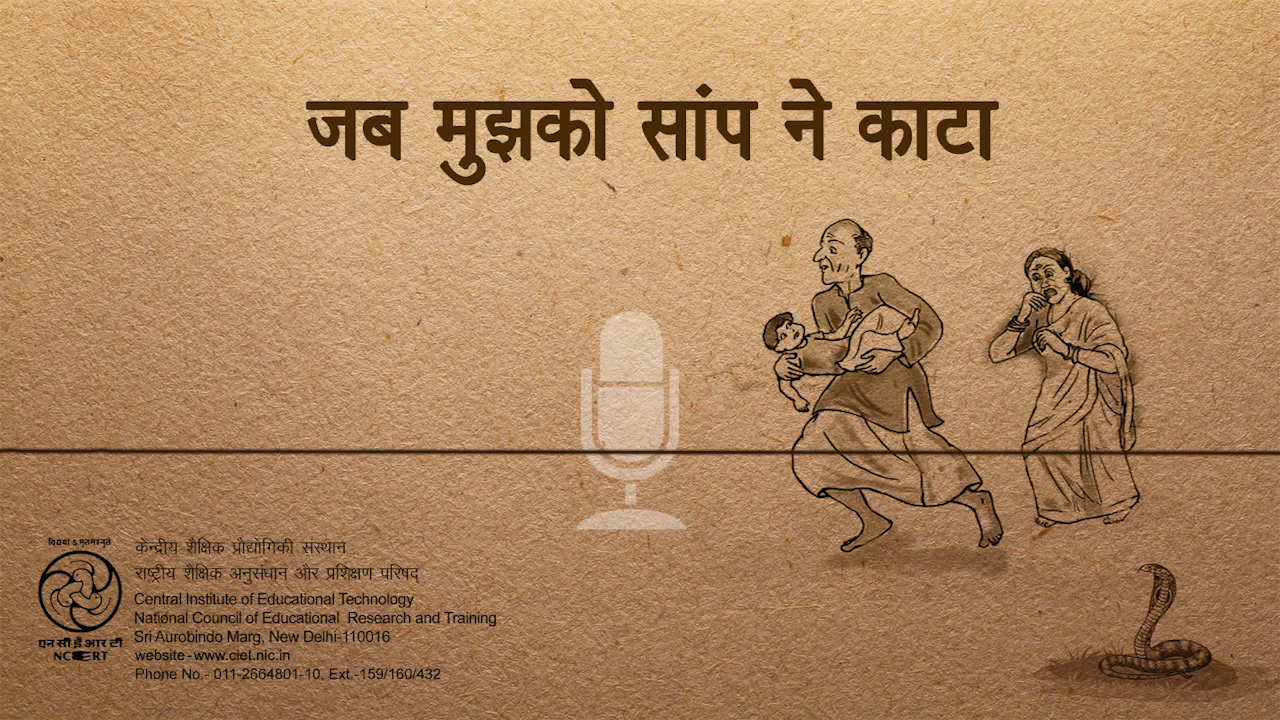 जब मुझको सांप ने काटा
विद्यया ऽ मृतमश्नुते
एन सी ई आर टी
NCERT
केन्द्रीय शैक्षिक प्रौद्योगिकी संस्थान
राष्ट्रीय शैक्षिक अनुसंधान और प्रशिक्षण परिषद्
Central Institute of Educational Technology
National Council of Educational Research and Training
Sri Aurobindo Marg, New Delhi-110016
website - www.ciet.nic.in
Phone No.- 011-2664801-10, Ext.-159/160/432